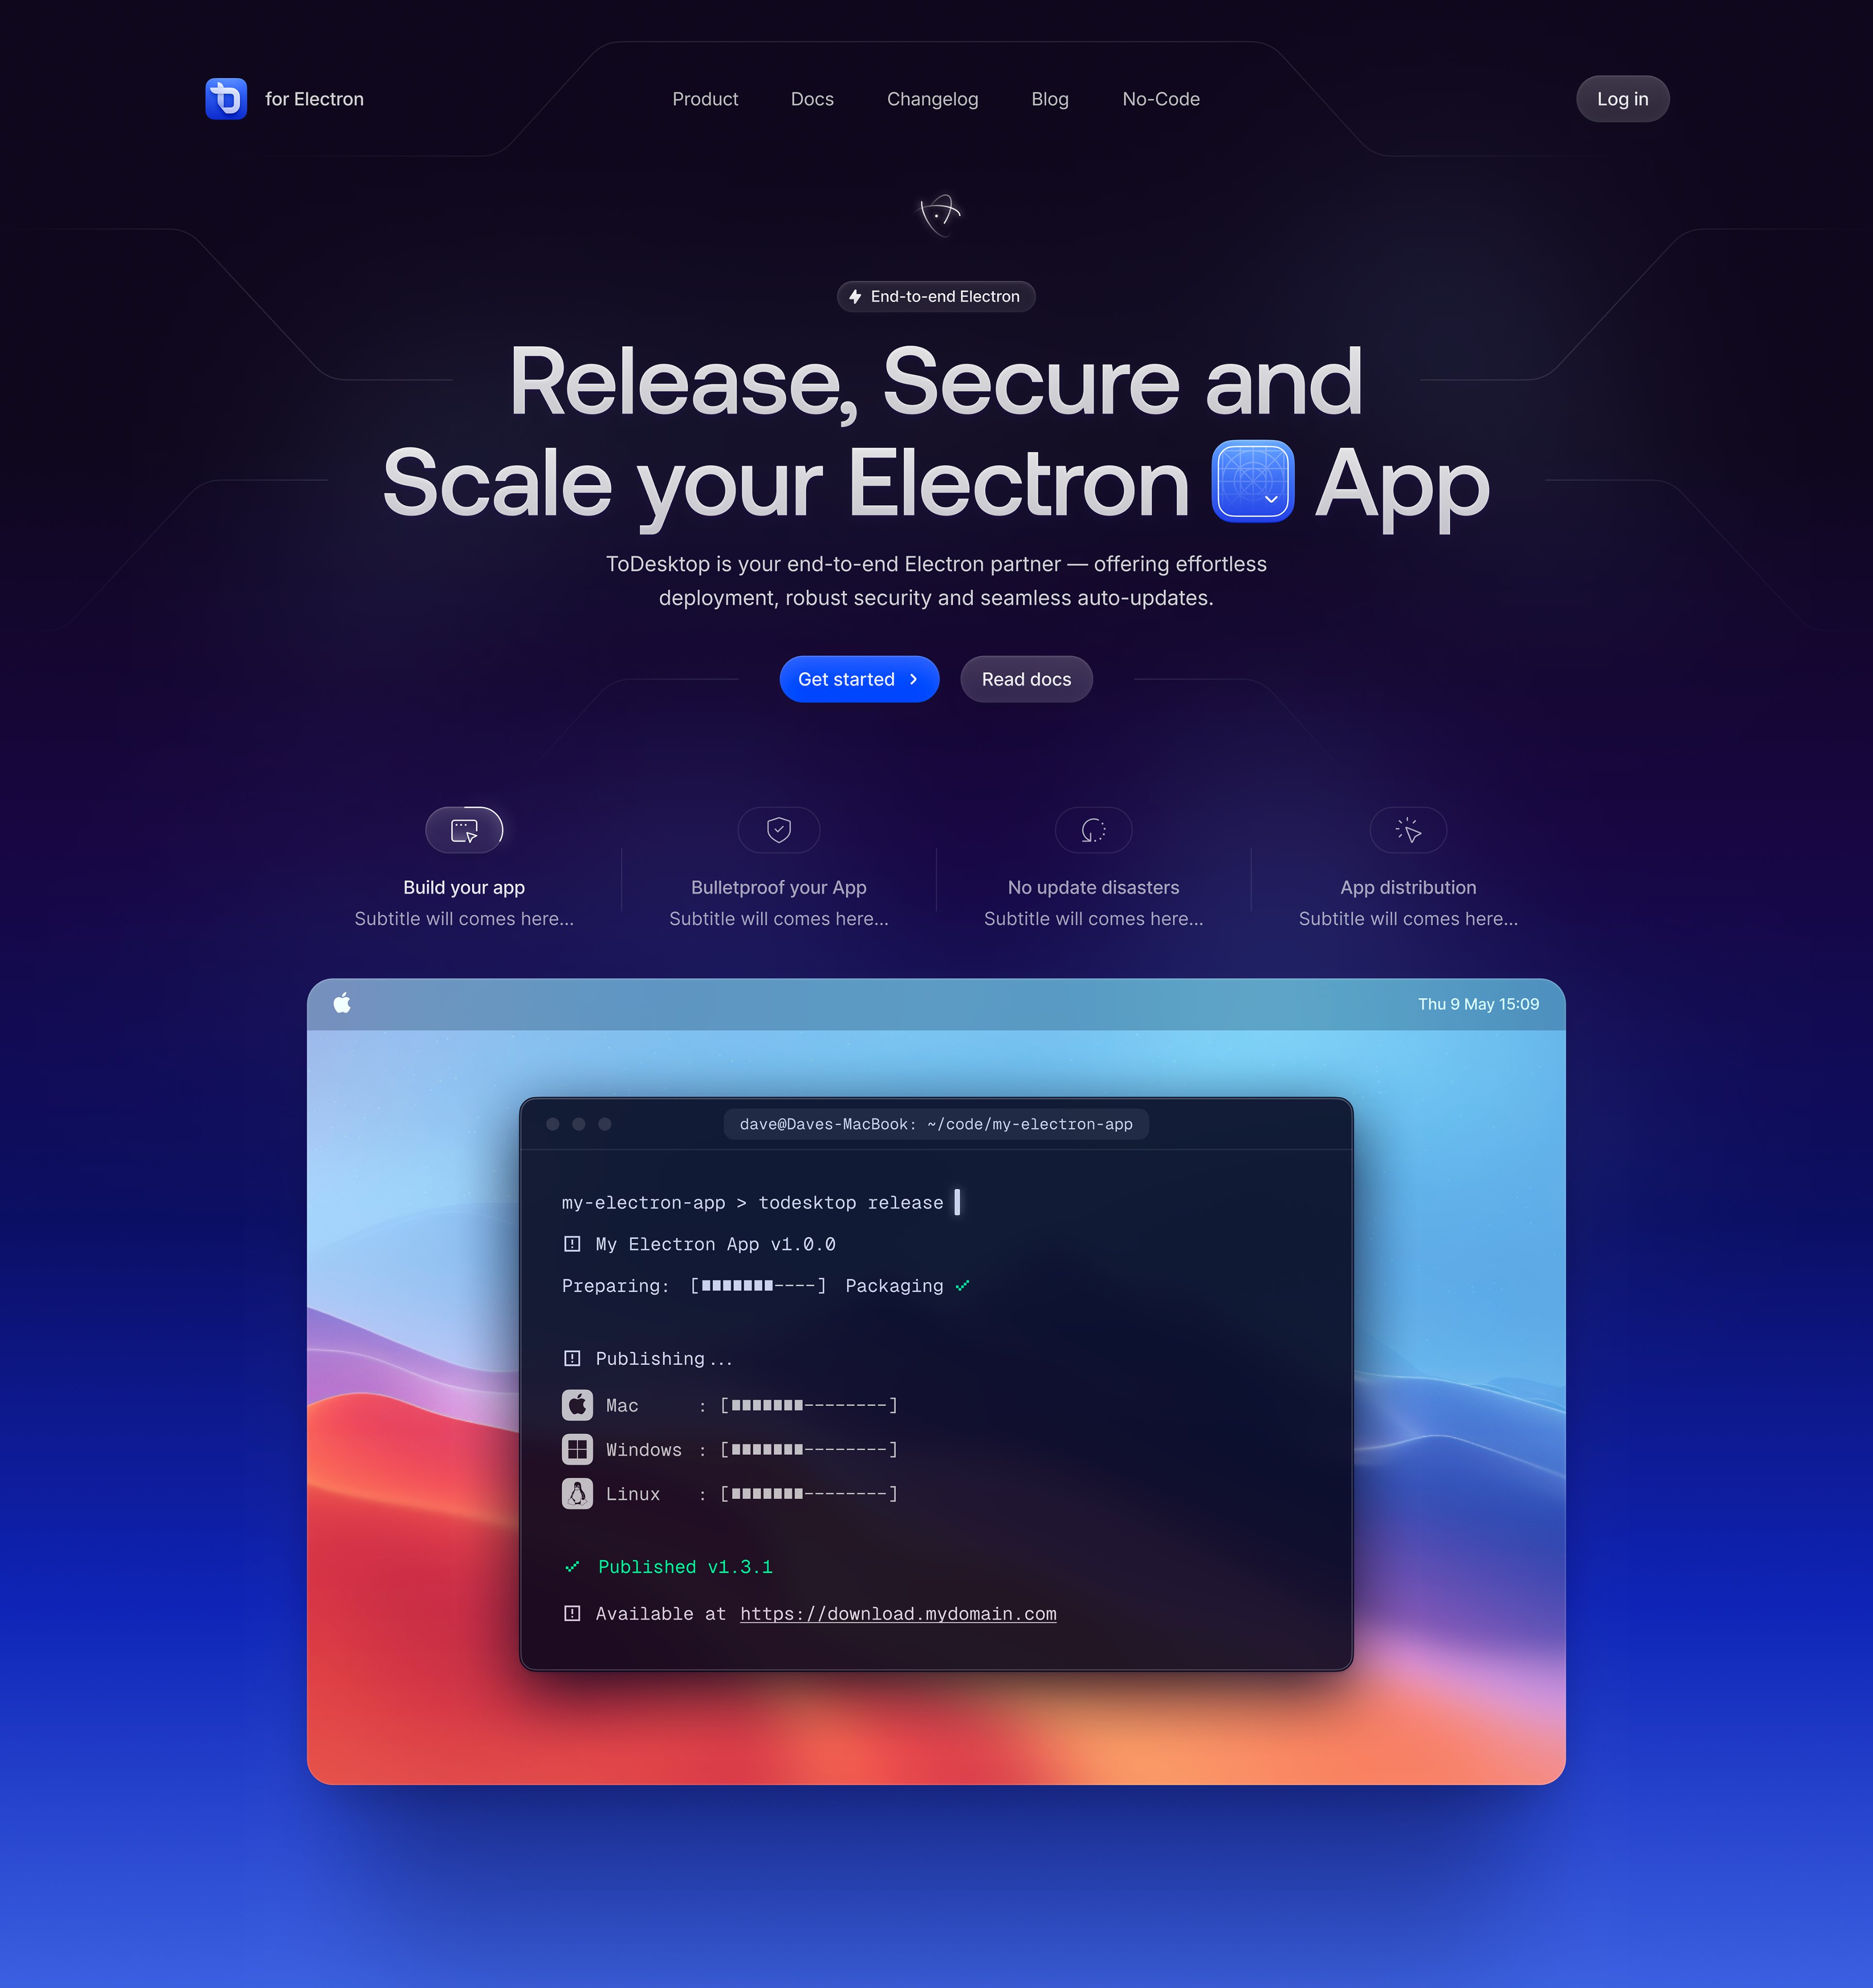 for Electron
Product
Docs
Changelog
Blog
No-Code
Log in
End-to-end Electron
Release, Secure and
Scale your Electron App
ToDesktop is your end-to-end Electron partner — offering effortless
deployment, robust security and seamless auto-updates.
Get started
Read docs
Build your app
Subtitle will comes here...
Bulletproof your App
Subtitle will comes here...
No update disasters
Subtitle will comes here...
App distribution
Subtitle will comes here...
Thu 9 May 15:09
dave@Daves-MacBook: ~/code/my-electron-app
my-electron-app > todesktop release
My Electron App v1.0.0
Preparing: [■■■■■■■----] Packaging ✓
Publishing...
Mac : [■■■■■■■--------]
Windows : [■■■■■■■--------]
Linux : [■■■■■■■--------]
✓ Published v1.3.1
Available at https://download.mydomain.com